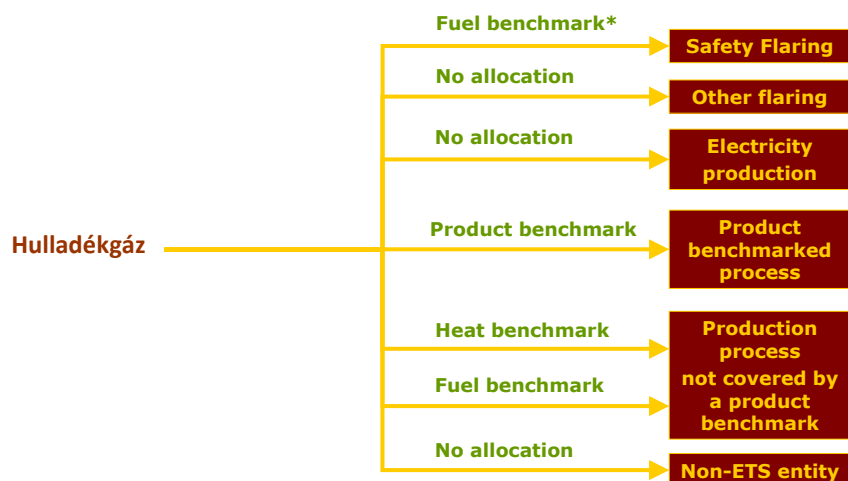 Fuel benchmark*
Safety Flaring
No allocation
Other flaring
No allocation
Electricity
production
Hulladékgáz
Product benchmark
Product
benchmarked
process
Heat benchmark
Production
process
Fuel benchmark
not covered by
a product
benchmark
No allocation
Non-ETS entity